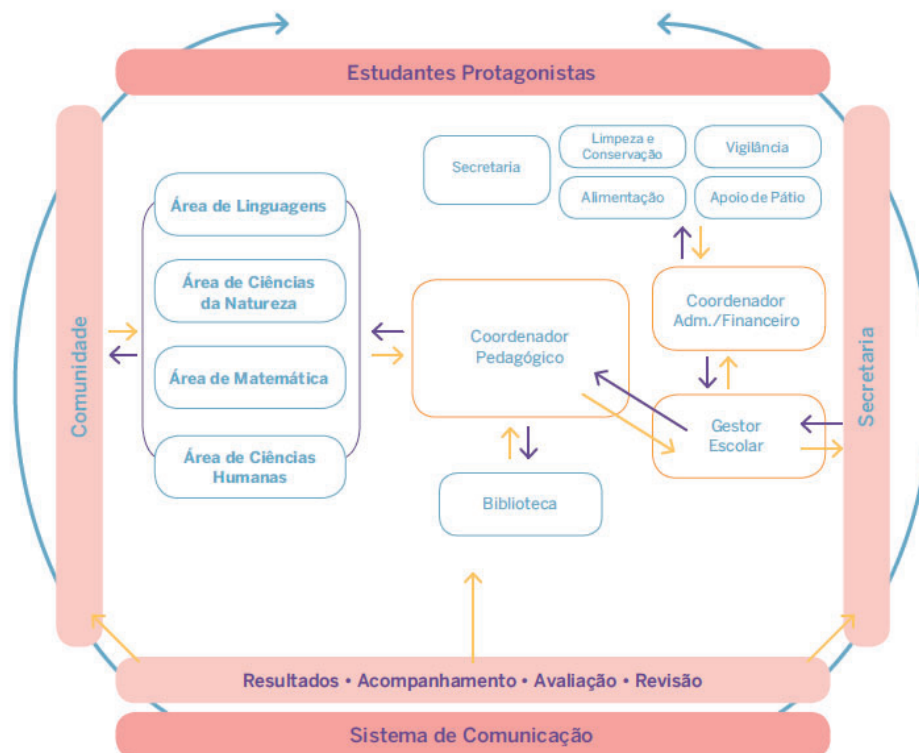 Estudantes Protagonistas
Comunidade
Secretaria
Limpeza e
Conservação
Vigilância
Alimentação
Apoio de Pátio
Área de Linguagens
Área de Ciências
da Natureza
Área de Matemática
Área de Ciências
Humanas
Coordenador
Pedagógico
Coordenador
Adm./Financeiro
Gestor
Escolar
Biblioteca
Secretaria
Resultados • Acompanhamento • Avaliação • Revisão
Sistema de Comunicação